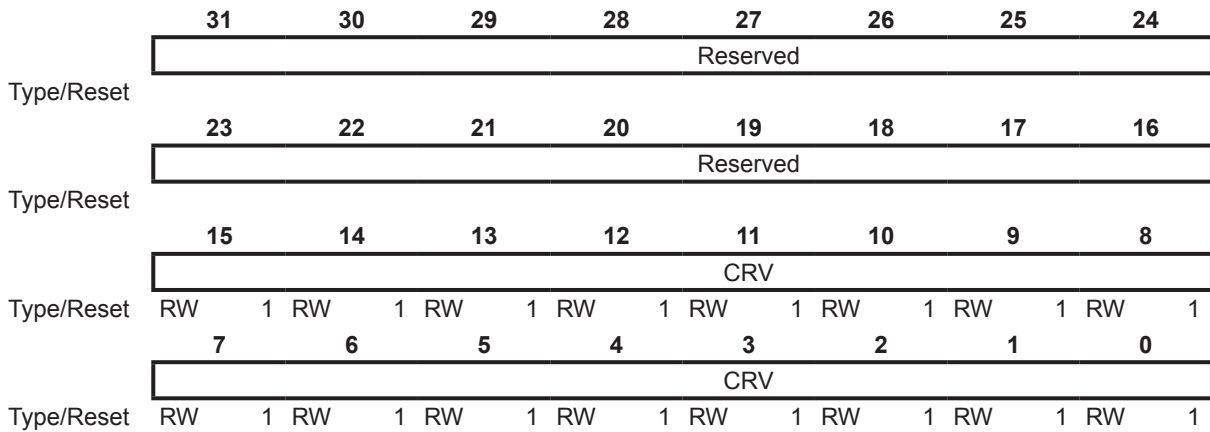 31 30 29 28 27 26 25 24
Reserved
Type/Reset
23 22 21 20 19 18 17 16
Reserved
Type/Reset
15 14 13 12 11 10 9 8
CRV
Type/Reset RW 1 RW 1 RW 1 RW 1 RW 1 RW 1 RW 1 RW 1
7 6 5 4 3 2 1 0
CRV
Type/Reset RW 1 RW 1 RW 1 RW 1 RW 1 RW 1 RW 1 RW 1